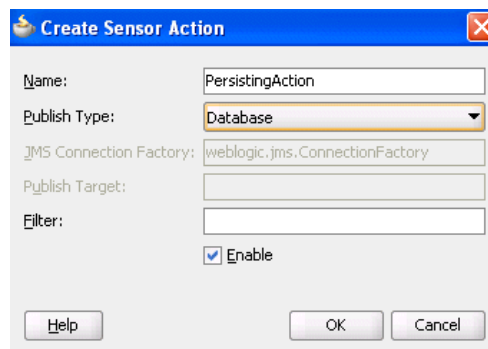 Create Sensor Action
Name: PersistingAction
Publish Type: Database
JMS Connection Factory: weblogic.jms.ConnectionFactory
Publish Target:
Filter:
Enable
Help OK Cancel